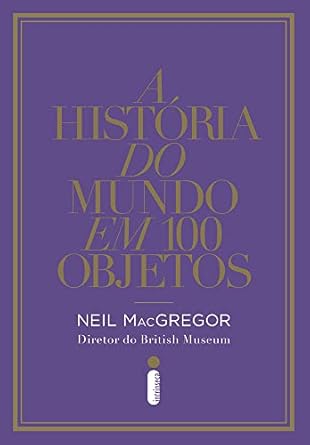 A
HISTÓRIA
DO
MUNDO
EM 100
OBJETOS
NEIL MACGREGOR
Diretor do British Museum
intrínseca